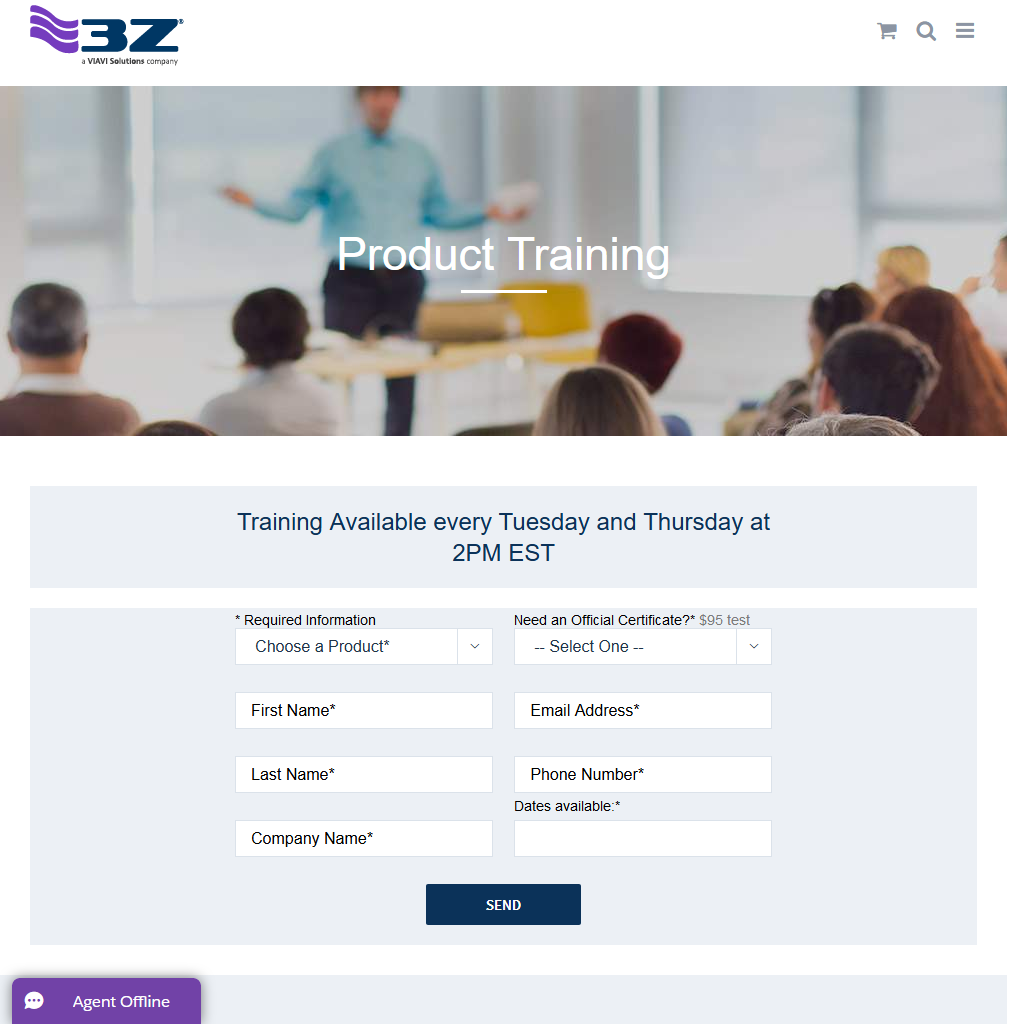 3Z®
a VIAVI Solutions company
Product Training
Training Available every Tuesday and Thursday at
2PM EST
* Required Information
Need an Official Certificate?* $95 test
Choose a Product*
-- Select One --
First Name*
Email Address*
Last Name*
Phone Number*
Dates available:*
Company Name*
SEND
Agent Offline